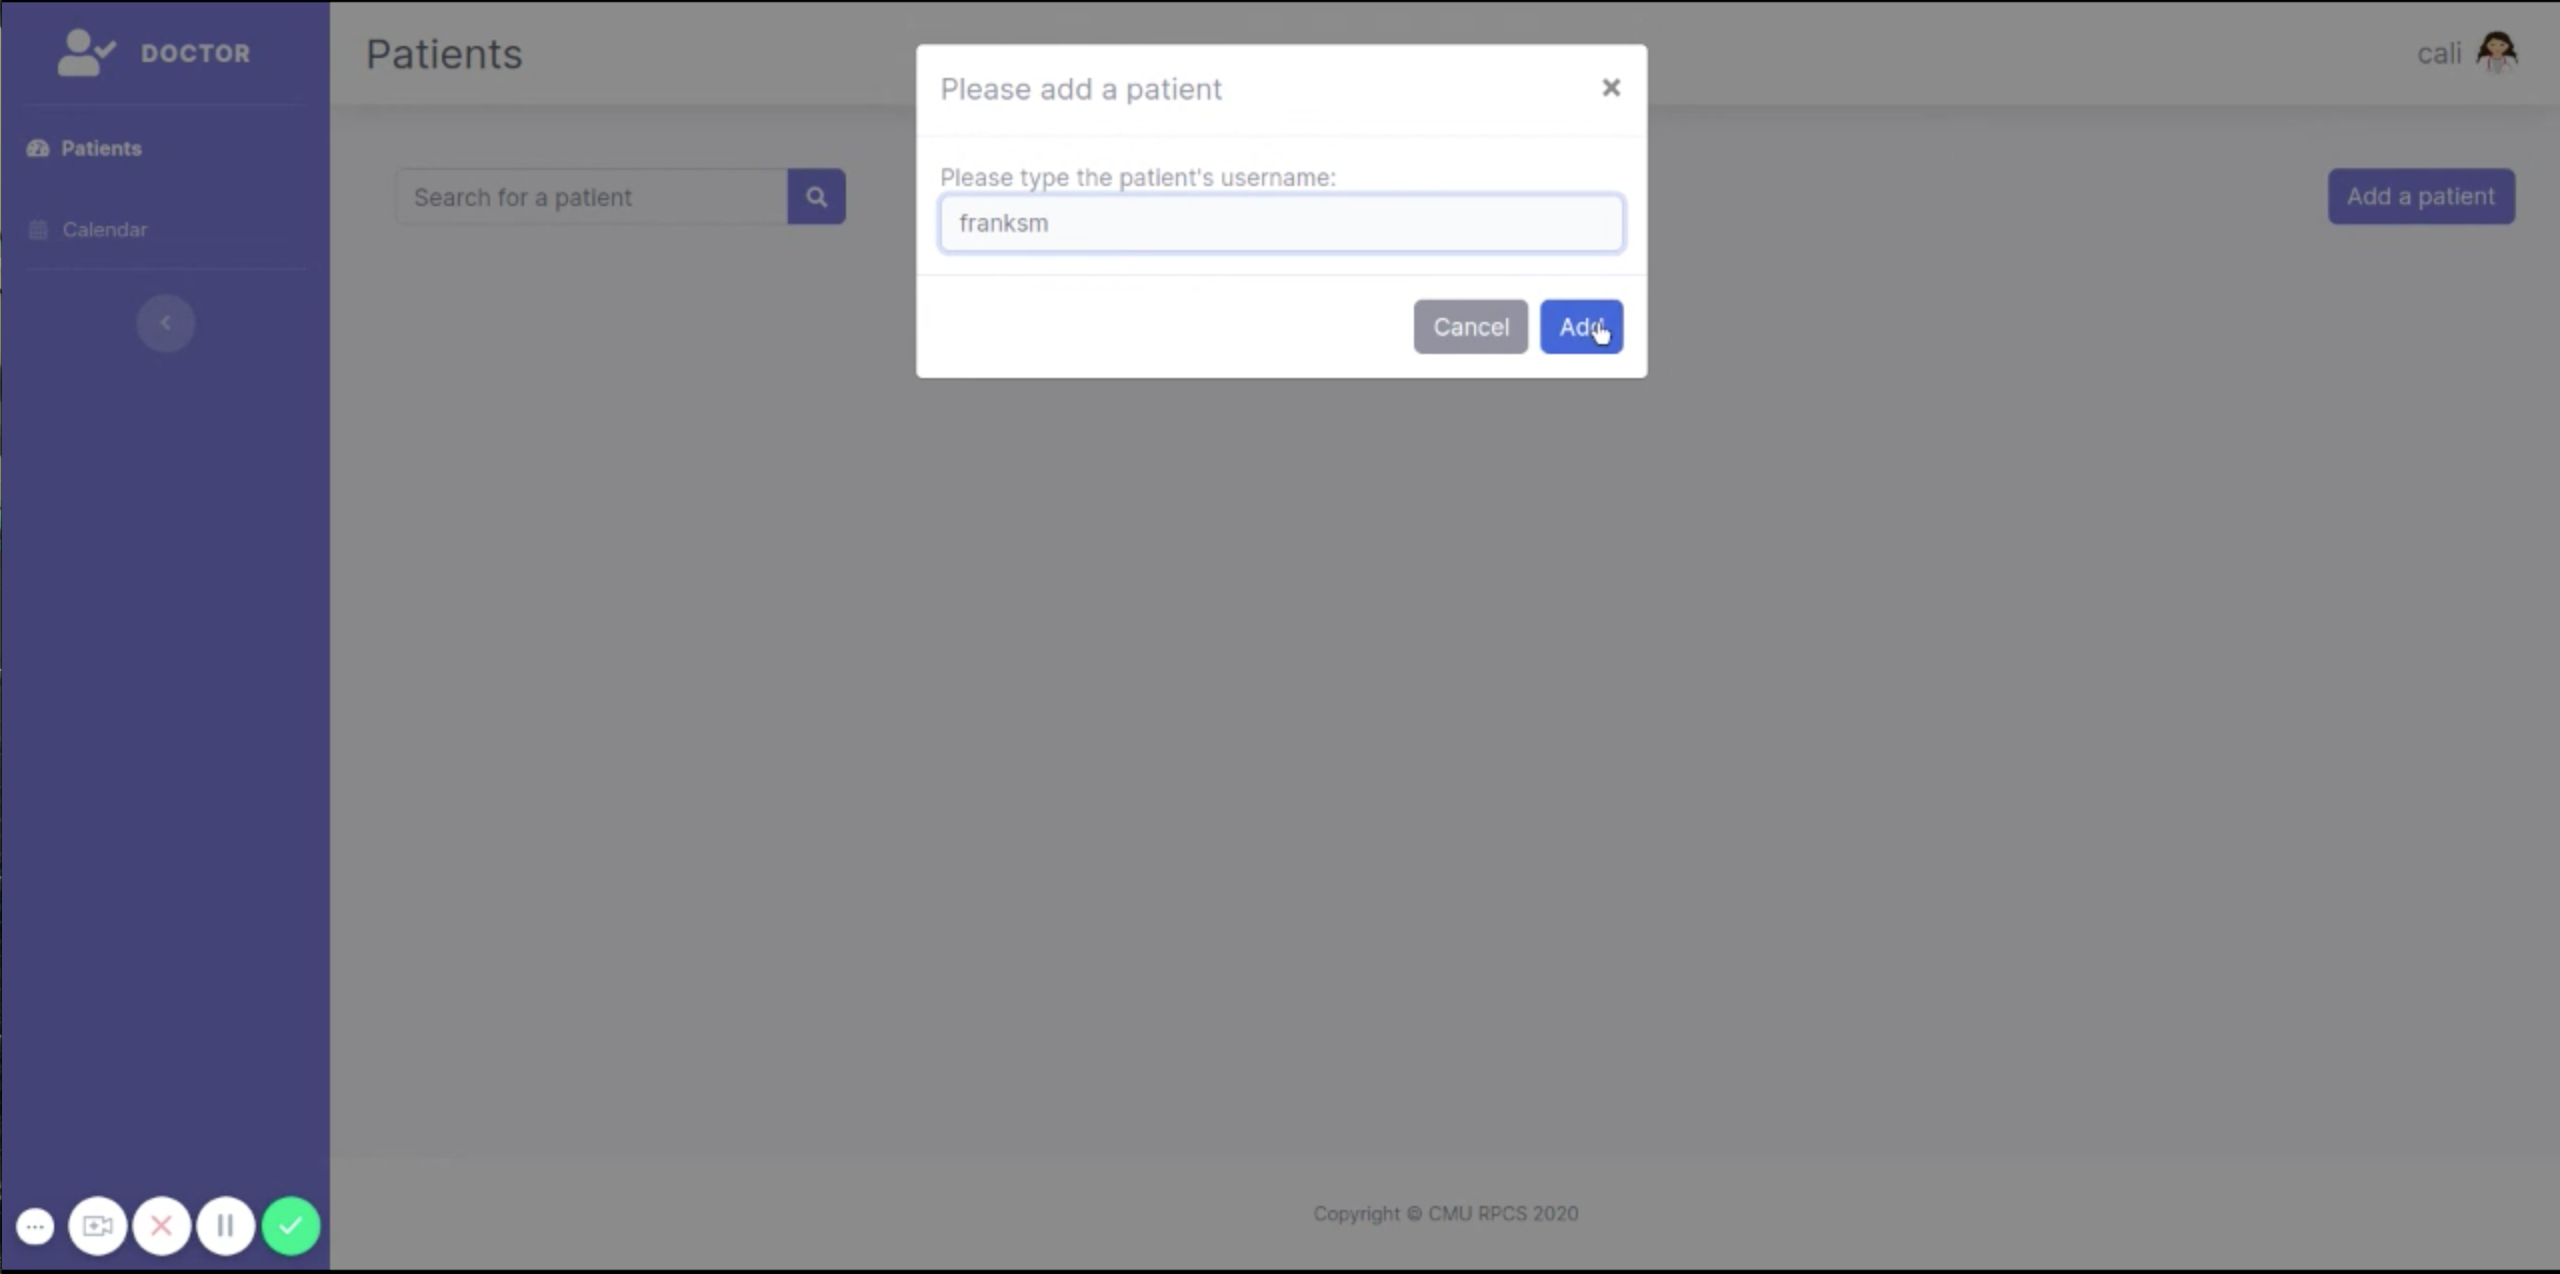 DOCTOR
Patients
Calendar
Patients
cali
Search for a patient
Add a patient
Please add a patient
Please type the patient's username:
franksm
Cancel
Add
Copyright © CMU RPCS 2020